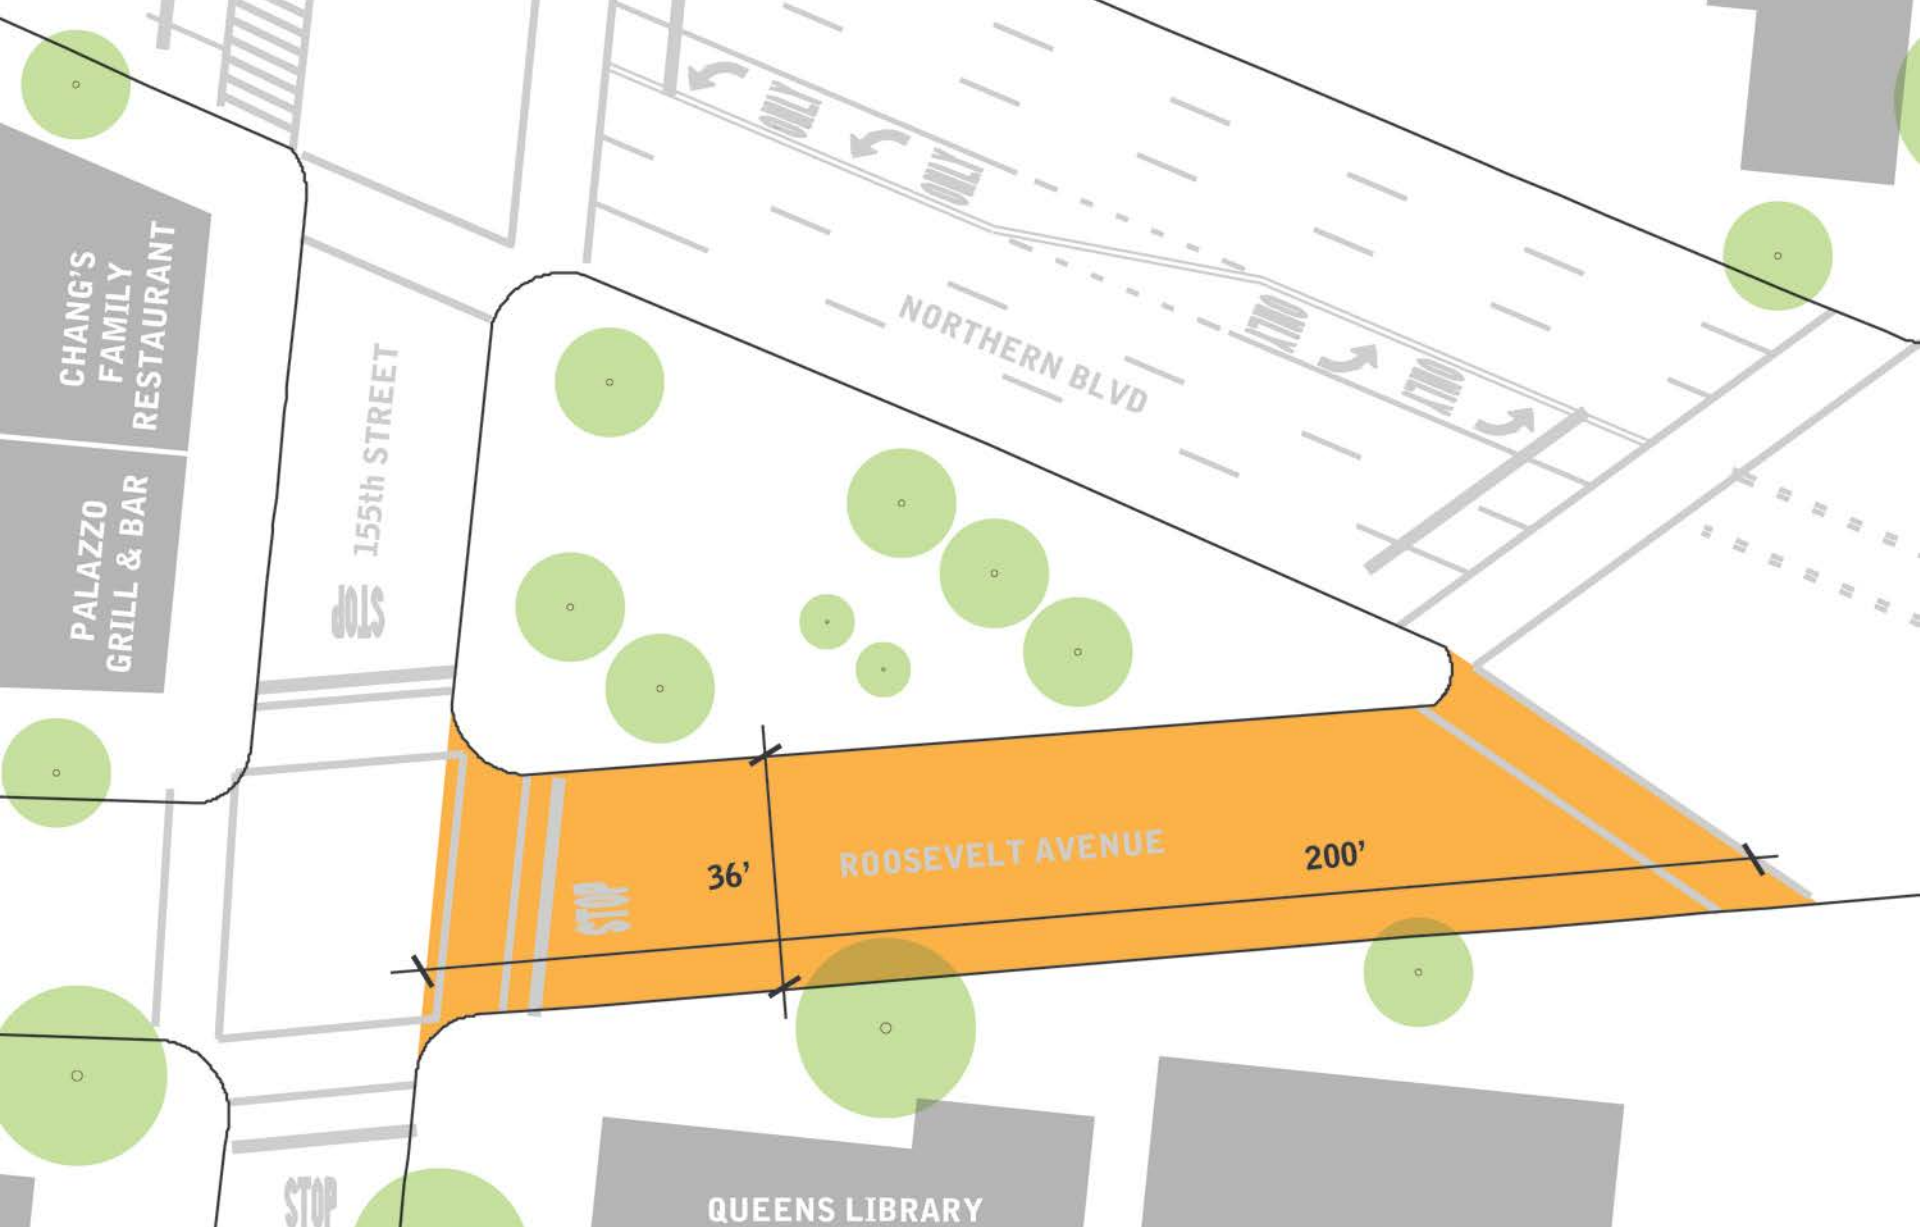 ONLY
ONLY
CHANG'S
FAMILY
RESTAURANT
155th STREET
NORTHERN BLVD
ONLY
ONLY
PALAZZO
GRILL & BAR
STOP
36’
ROOSEVELT AVENUE
200’
STOP
STOP
QUEENS LIBRARY